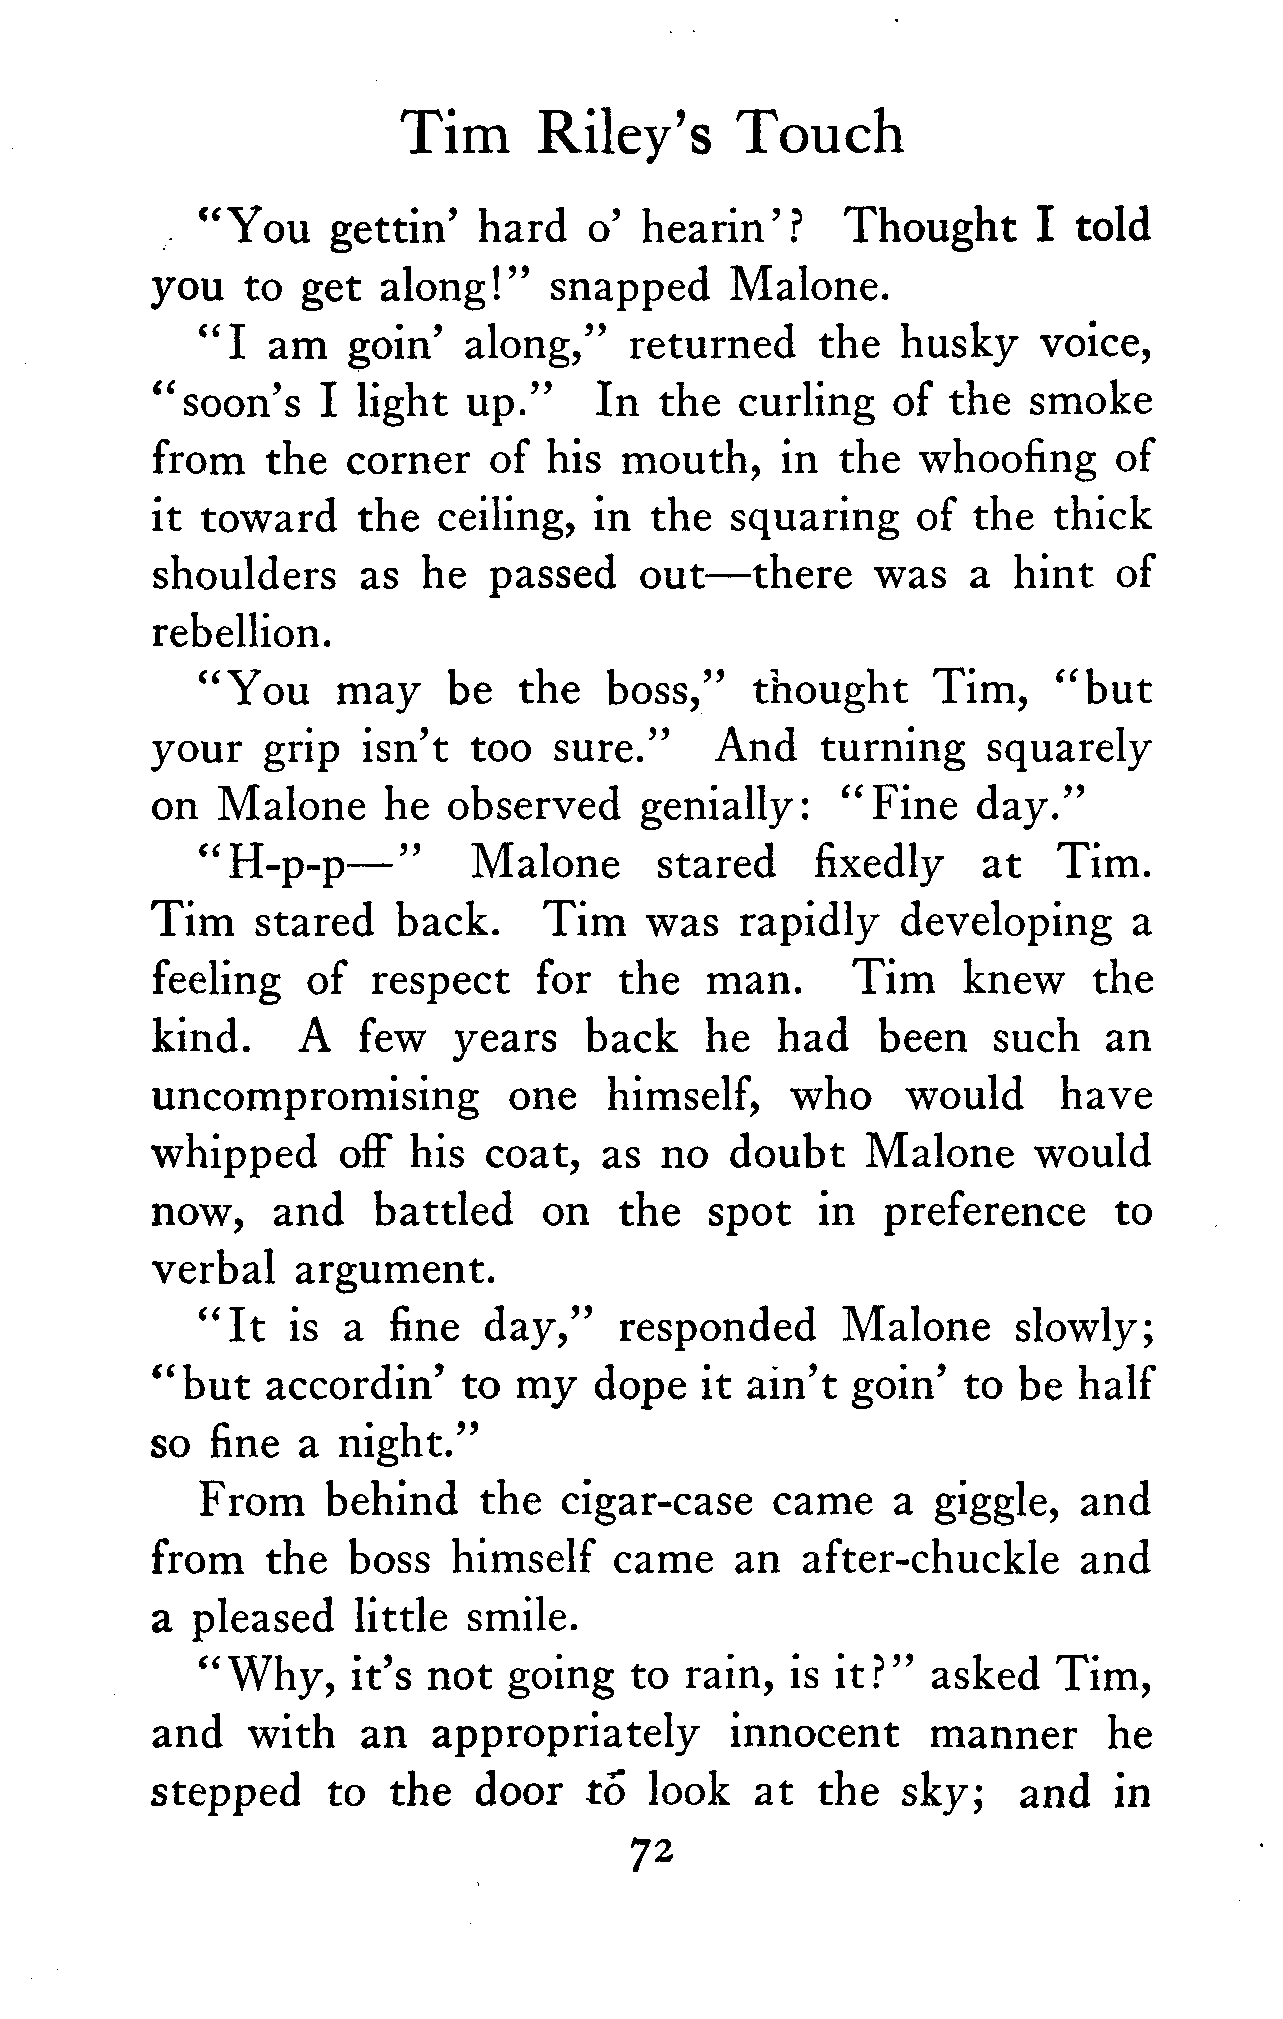 Tim Riley's Touch
"You gettin' hard o' hearin'? Thought I told
you to get along!" snapped Malone.
"I am goin' along," returned the husky voice,
"soon's I light up." In the curling of the smoke
from the corner of his mouth, in the whoofing of
it toward the ceiling, in the squaring of the thick
shoulders as he passed out—there was a hint of
rebellion.
"You may be the boss," thought Tim, "but
your grip isn't too sure." And turning squarely
on Malone he observed genially: "Fine day."
"H-p-p—" Malone stared fixedly at Tim.
Tim stared back. Tim was rapidly developing a
feeling of respect for the man. Tim knew the
kind. A few years back he had been such an
uncompromising one himself, who would have
whipped off his coat, as no doubt Malone would
now, and battled on the spot in preference to
verbal argument.
"It is a fine day," responded Malone slowly;
"but accordin' to my dope it ain't goin' to be half
so fine a night."
From behind the cigar-case came a giggle, and
from the boss himself came an after-chuckle and
a pleased little smile.
"Why, it's not going to rain, is it?" asked Tim,
and with an appropriately innocent manner he
stepped to the door to look at the sky; and in
72